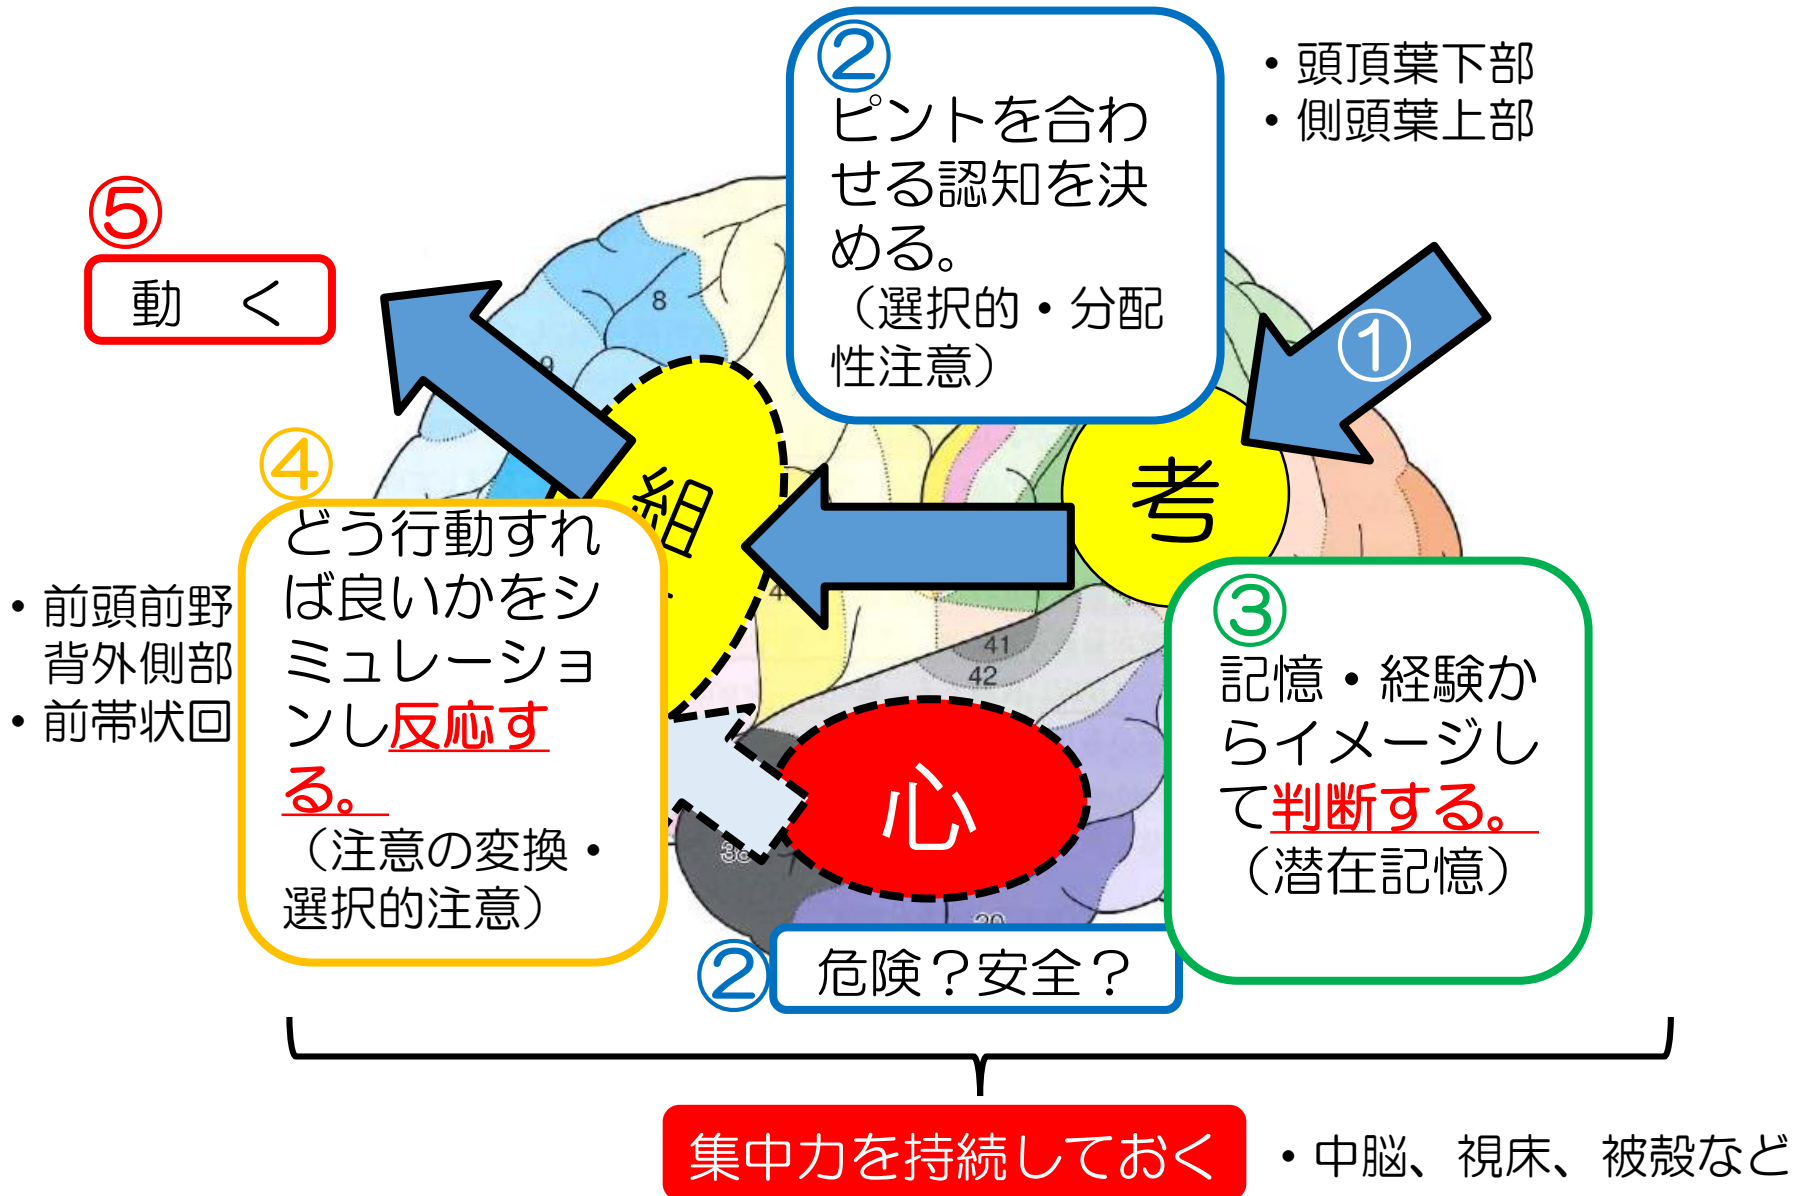 ②
ピントを合わ
せる認知を決
める。
（選択的・分配
性注意）
・頭頂葉下部
・側頭葉上部
⑤
動　く
8
9
①
④
組
考
どう行動すれ
ば良いかをシ
ミュレーショ
ンし反応す
る。
（注意の変換・
選択的注意）
・前頭前野
背外側部
・前帯状回
41
42
③
記憶・経験か
らイメージし
て判断する。
（潜在記憶）
心
38
②
危険？安全？
集中力を持続しておく
・中脳、視床、被殻など